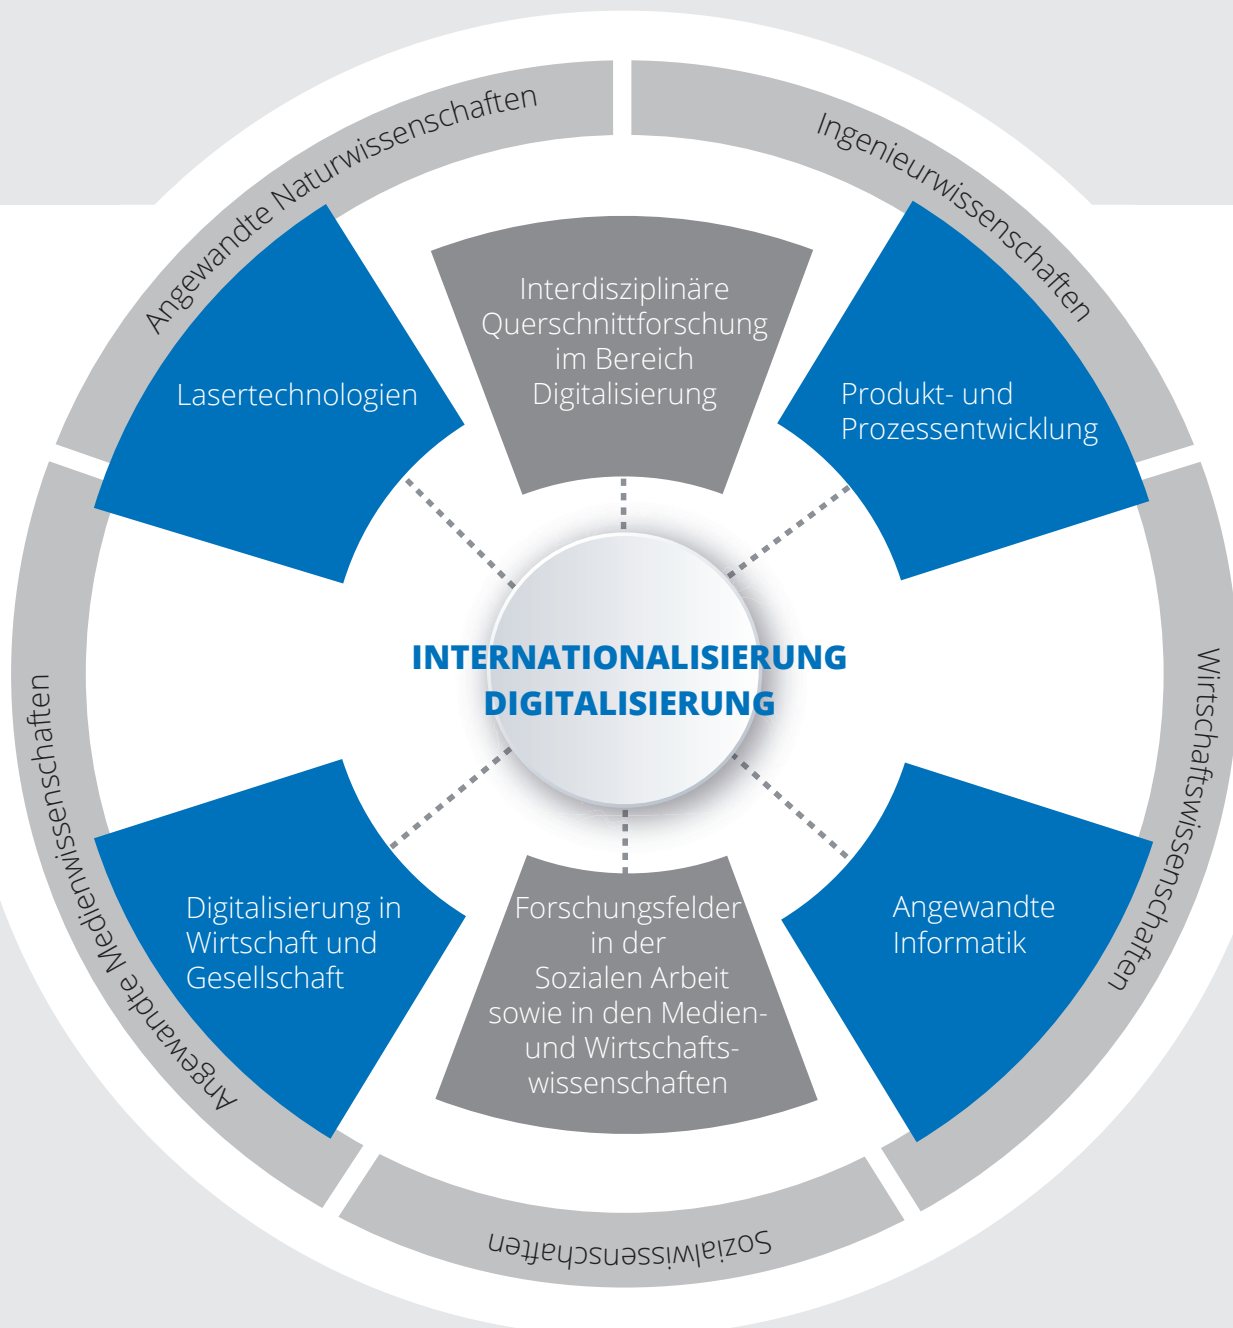 Angewandte Naturwissenschaften
Ingenieurwissenschaften
Interdisziplinäre
Querschnittforschung
im Bereich
Digitalisierung
Lasertechnologien
Produkt- und
Prozessentwicklung
INTERNATIONALISIERUNG
DIGITALISIERUNG
Angewandte Medienwissenschaften
Wirtschaftswissenschaften
Digitalisierung in
Wirtschaft und
Gesellschaft
Forschungsfelder
in der
Sozialen Arbeit
sowie in den Medien-
und Wirtschafts-
wissenschaften
Angewandte
Informatik
Sozialwissenschaften